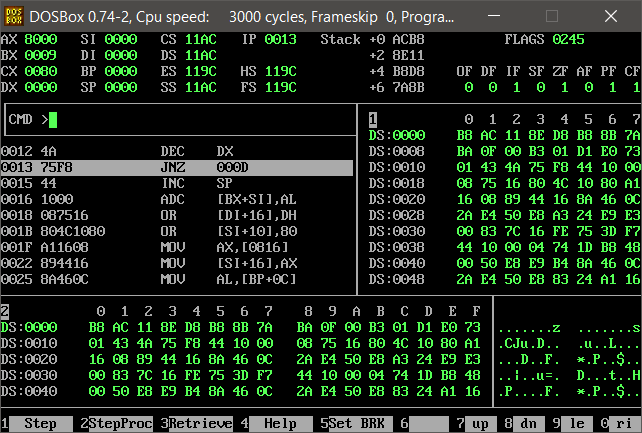 DOSBox 0.74-2, Cpu speed: 3000 cycles, Frameskip 0, Progra...
AX 8000 SI 0000 CS 11AC IP 0013 Stack +0 ACB8 FLAGS 0245
BX 0009 DI 0000 DS 11AC +2 8E11
CX 0080 BP 0000 ES 119C HS 119C +4 B8D8 OF DF IF SF ZF AF PF CF
DX 0000 SP 0000 SS 11AC FS 119C +6 7A8B 0 0 1 0 1 0 1 1
CMD >
1 0 1 2 3 4 5 6 7
DS:0000 B8 AC 11 8E D8 B8 8B 7A
DS:0008 BA 0F 00 B3 01 D1 E0 73
DS:0010 01 43 4A 75 F8 44 10 00
DS:0018 08 75 16 80 4C 10 80 A1
DS:0020 16 08 89 44 16 8A 46 0C
DS:0028 2A E4 50 E8 A3 24 E9 E3
DS:0030 00 83 7C 16 FE 75 3D F7
DS:0038 44 10 00 04 74 1D B8 48
DS:0040 00 50 E8 E9 B4 8A 46 0C
DS:0048 2A E4 50 E8 83 24 A1 16
0012 4A DEC DX
0013 75F8 JNZ 000D
0015 44 INC SP
0016 1000 ADC [BX+SI],AL
0018 087516 OR [DI+16],DH
001B 804C1080 OR [SI+10],80
001F A11608 MOV AX,[0816]
0022 894416 MOV [SI+16],AX
0025 8A460C MOV AL,[BP+0C]
2 0 1 2 3 4 5 6 7 8 9 A B C D E F
DS:0000 B8 AC 11 8E D8 B8 8B 7A BA 0F 00 B3 01 D1 E0 73 .......z .......s
DS:0010 01 43 4A 75 F8 44 10 00 08 75 16 80 4C 10 80 A1 .CJu.D.. .u..L...
DS:0020 16 08 89 44 16 8A 46 0C 2A E4 50 E8 A3 24 E9 E3 ...D..F. *.P..$..
DS:0030 00 83 7C 16 FE 75 3D F7 44 10 00 04 74 1D B8 48 ..¦..u=. D...t..H
DS:0040 00 50 E8 E9 B4 8A 46 0C 2A E4 50 E8 83 24 A1 16 .P....F. *.P..$..
1 Step 2StepProc 3Retrieve 4 Help 5Set BRK 6 7 up 8 dn 9 le 0 ri